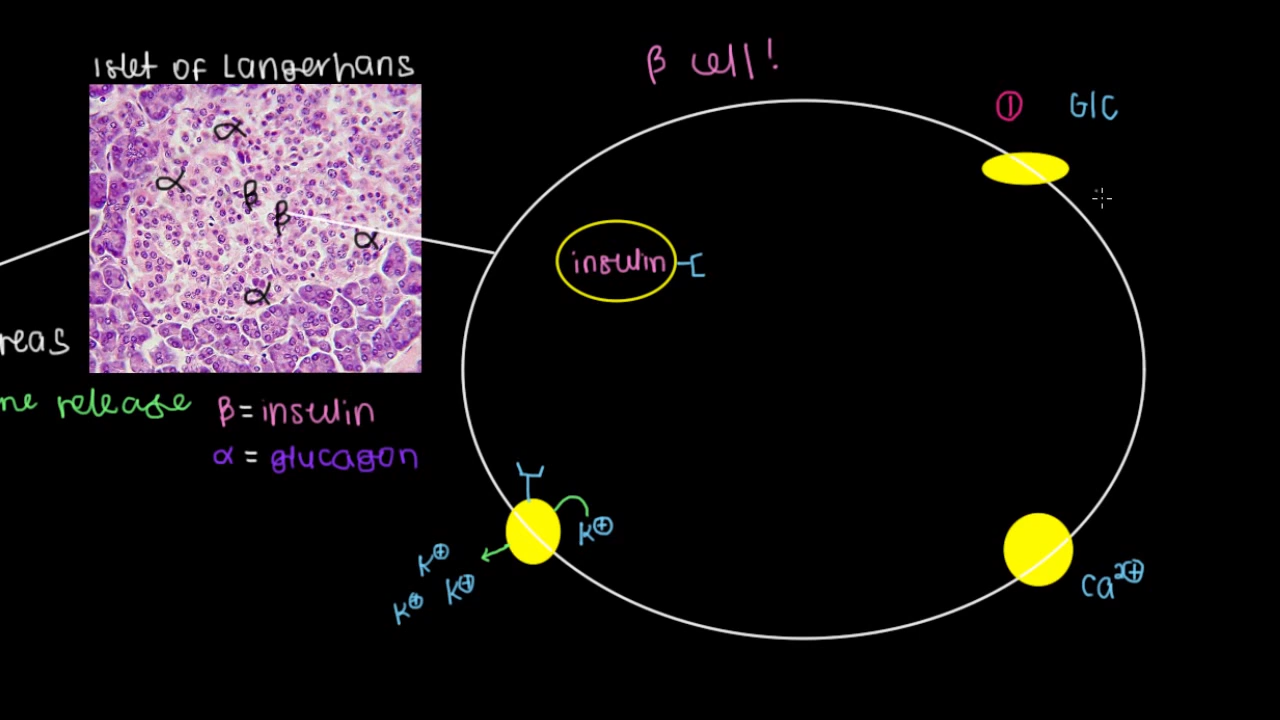 Islet of Langerhans
β cell!
① Glc
α
α
β
β
α
α
insulin
reas
ne release
β = insulin
α = glucagon
K⊕
K⊕
K⊕ K⊕
Ca²⊕